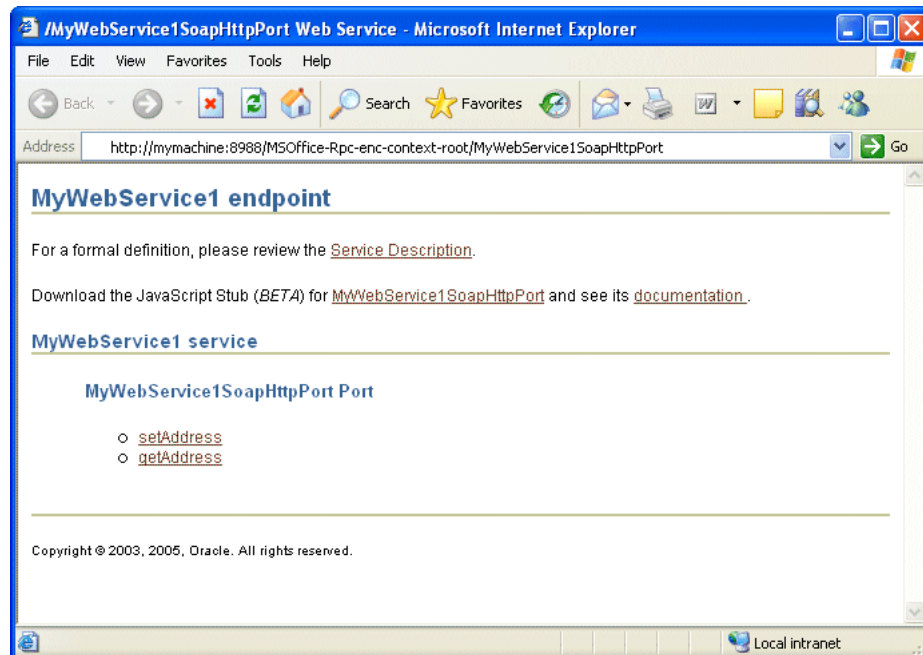 /MyWebService1SoapHttpPort Web Service - Microsoft Internet Explorer
File Edit View Favorites Tools Help
Back Search Favorites W
Address http://mymachine:8988/MSOffice-Rpc-enc-context-root/MyWebService1SoapHttpPort Go
MyWebService1 endpoint
For a formal definition, please review the Service Description.
Download the JavaScript Stub (BETA) for MyWebService1SoapHttpPort and see its documentation .
MyWebService1 service
MyWebService1SoapHttpPort Port
setAddress
getAddress
Copyright © 2003, 2005, Oracle. All rights reserved.
Local intranet